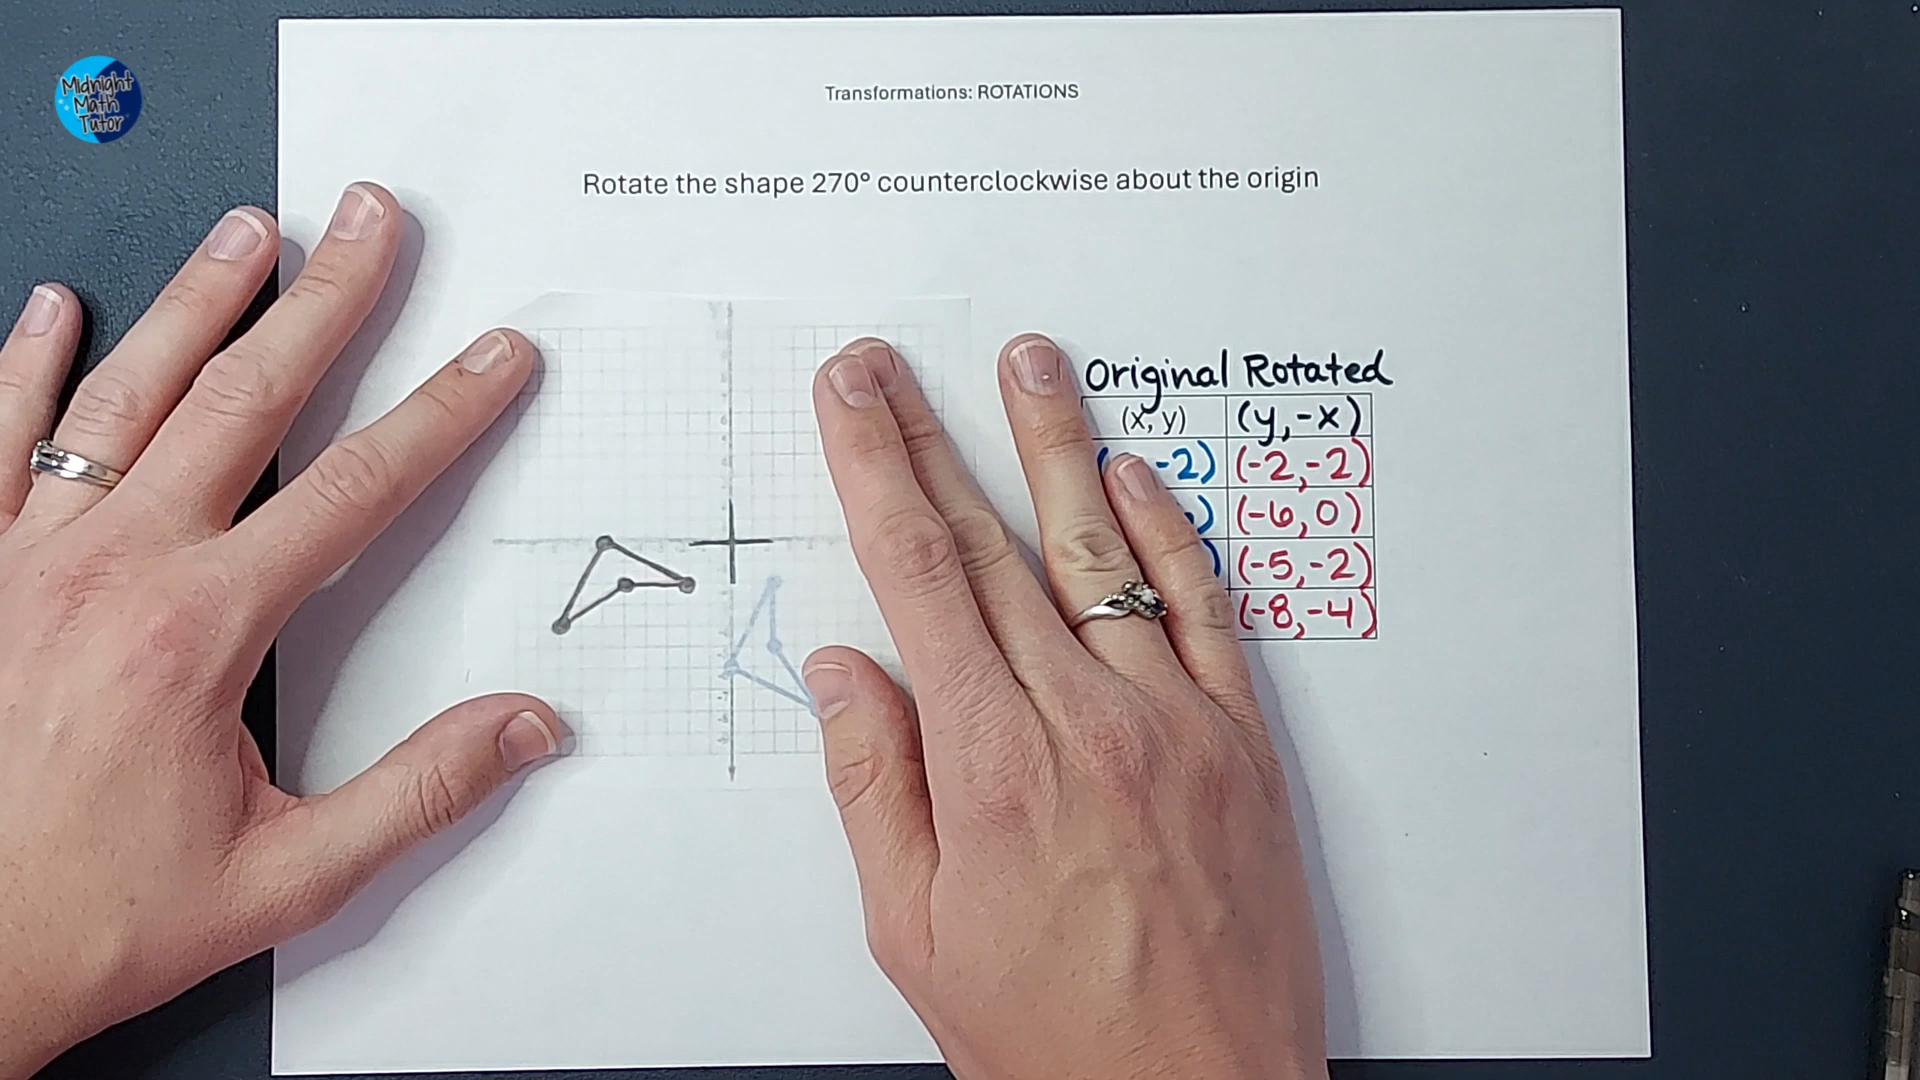 Midnight
Math
Tutor
Transformations: ROTATIONS
Rotate the shape 270° counterclockwise about the origin
Original Rotated
(x, y) (y,-x)
-2) (-2,-2)
) (-6,0)
) (-5,-2)
(-8,-4)